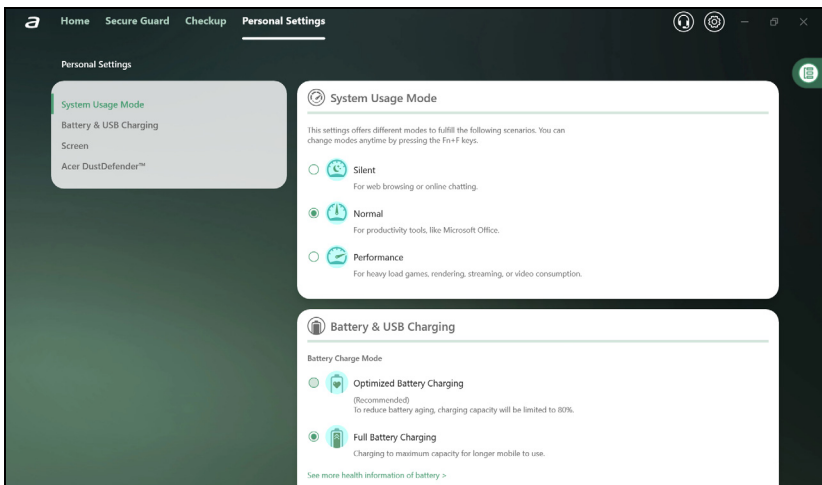 a
Home Secure Guard Checkup Personal Settings
Personal Settings
System Usage Mode
Battery & USB Charging
Screen
Acer DustDefender™
System Usage Mode
This settings offers different modes to fulfill the following scenarios. You can
change modes anytime by pressing the Fn+F keys.
Silent
For web browsing or online chatting.
Normal
For productivity tools, like Microsoft Office.
Performance
For heavy load games, rendering, streaming, or video consumption.
Battery & USB Charging
Battery Charge Mode
Optimized Battery Charging
(Recommended)
To reduce battery aging, charging capacity will be limited to 80%.
Full Battery Charging
Charging to maximum capacity for longer mobile to use.
See more health information of battery >